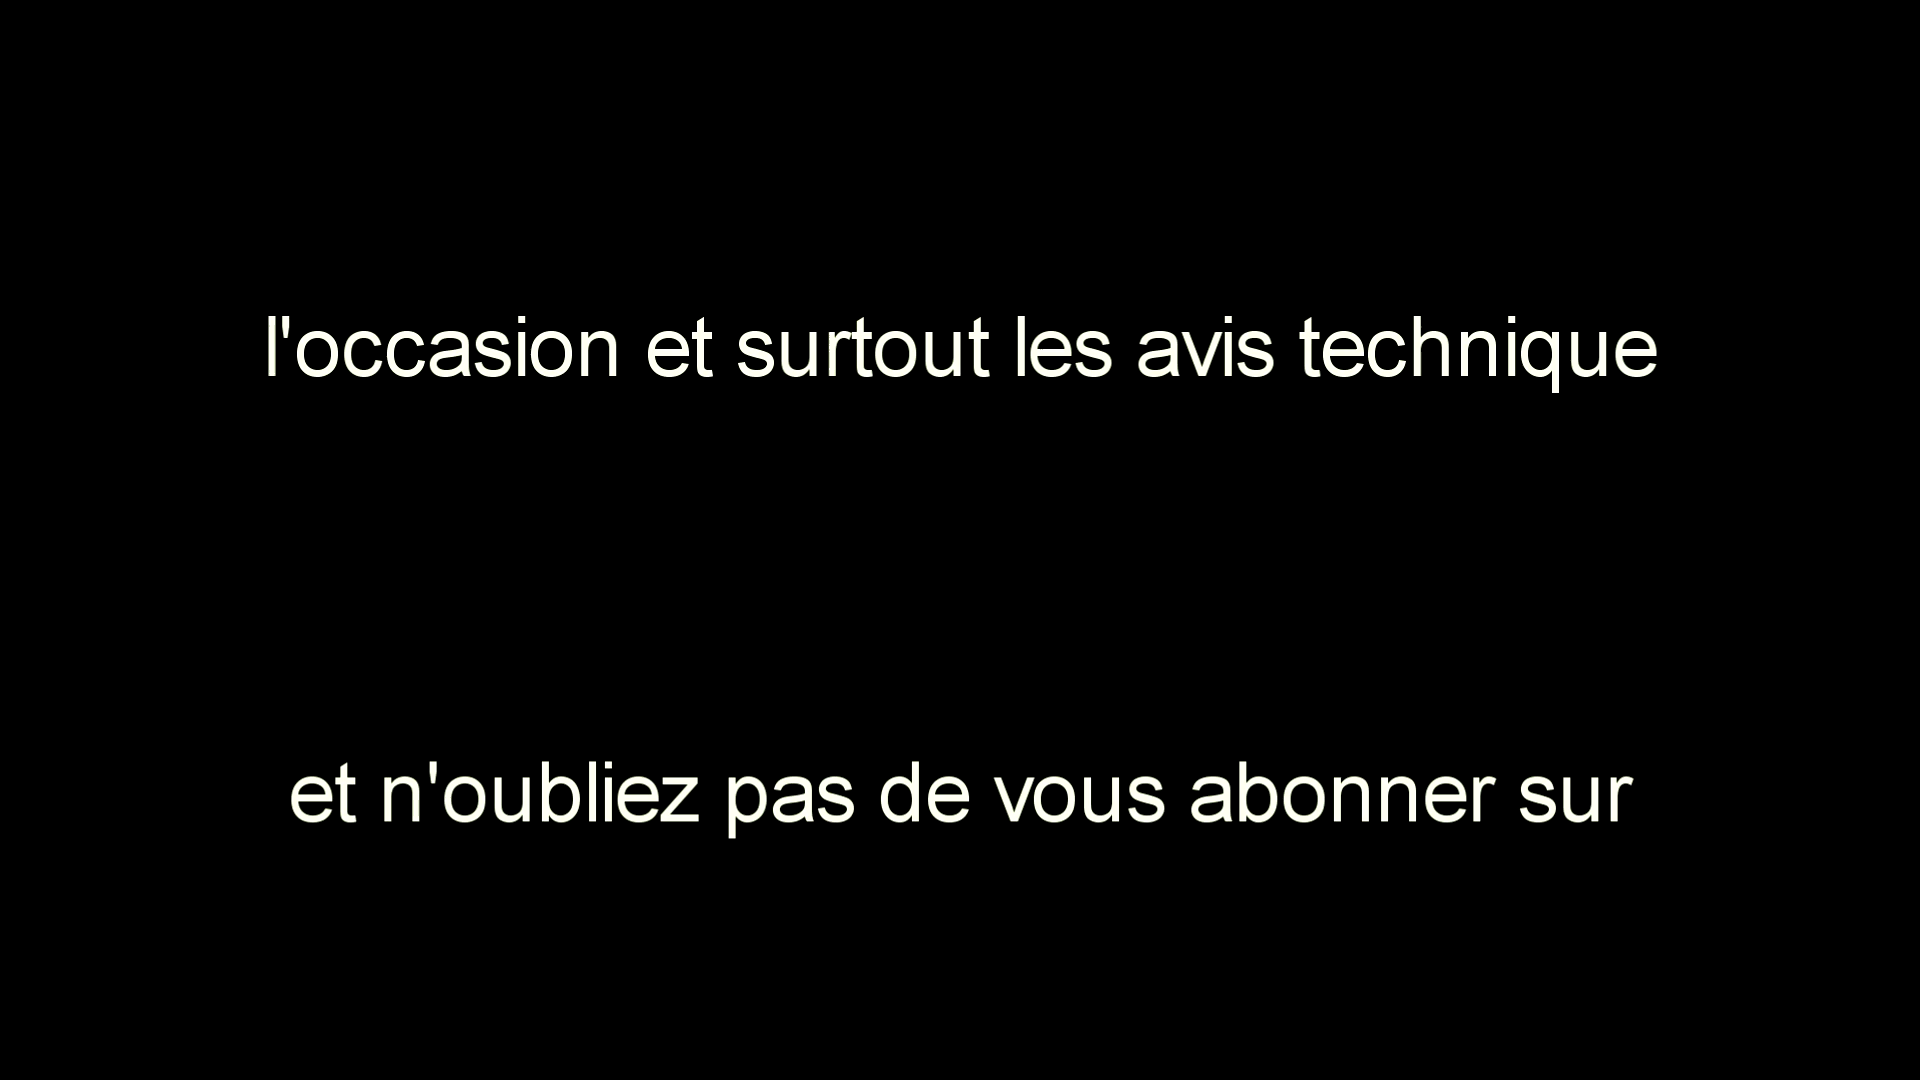 l'occasion et surtout les avis technique
et n'oubliez pas de vous abonner sur